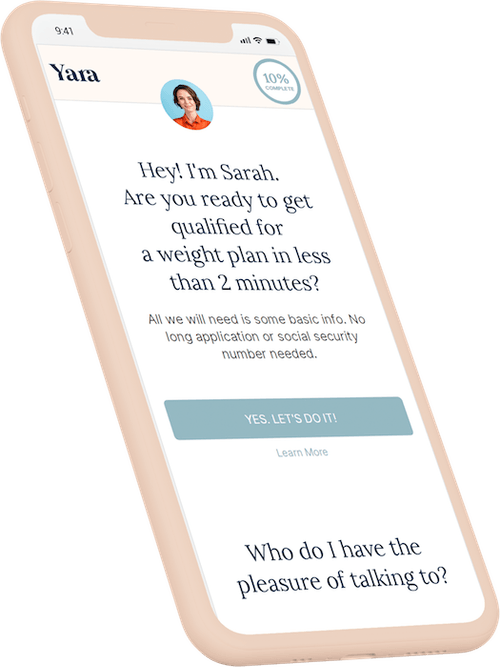 9:41
Yara
10%
COMPLETE
Hey! I'm Sarah.
Are you ready to get
qualified for
a weight plan in less
than 2 minutes?
All we will need is some basic info. No
long application or social security
number needed.
YES. LET'S DO IT!
Learn More
Who do I have the
pleasure of talking to?